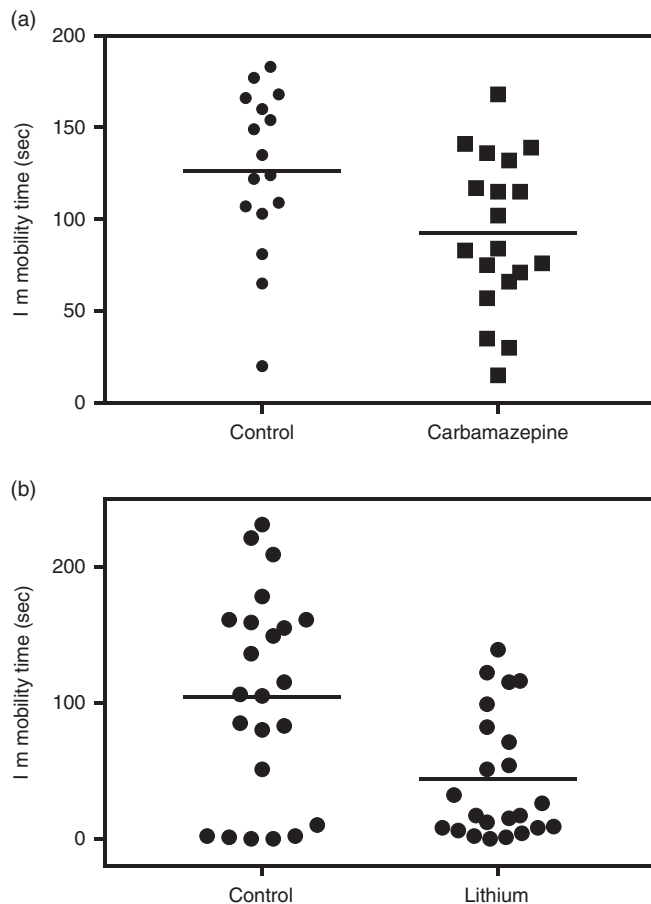 (a)
200
150
100
50
0
I m mobility time (sec)
Control Carbamazepine
(b)
200
100
0
I m mobility time (sec)
Control Lithium